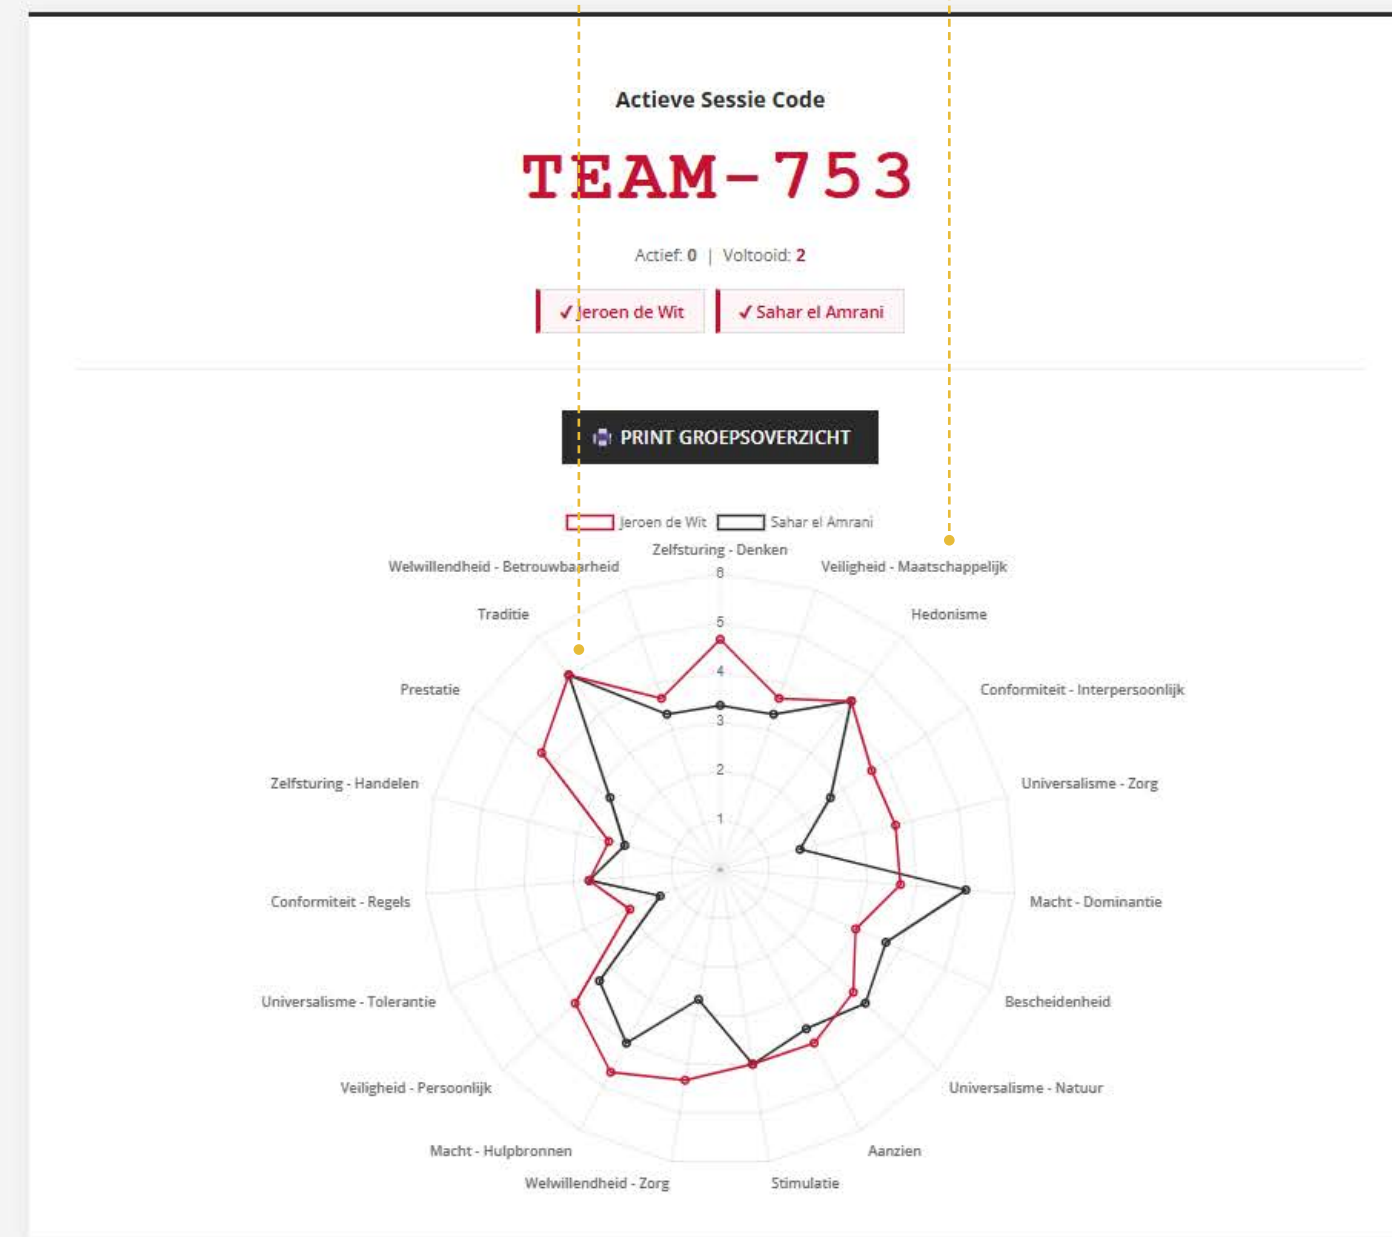 Actieve Sessie Code
TEAM-753
Actief: 0 | Voltooid: 2
✓ Jeroen de Wit ✓ Sahar el Amrani
PRINT GROEPSOVERZICHT
Jeroen de Wit Sahar el Amrani
Zelfsturing - Denken
Welwillendheid - Betrouwbaarheid Veiligheid - Maatschappelijk
6
Traditie Hedonisme
5
4
Prestatie Conformiteit - Interpersoonlijk
3
2
Zelfsturing - Handelen Universalisme - Zorg
1
Conformiteit - Regels Macht - Dominantie
Universalisme - Tolerantie Bescheidenheid
Veiligheid - Persoonlijk Universalisme - Natuur
Macht - Hulpbronnen Aanzien
Welwillendheid - Zorg Stimulatie